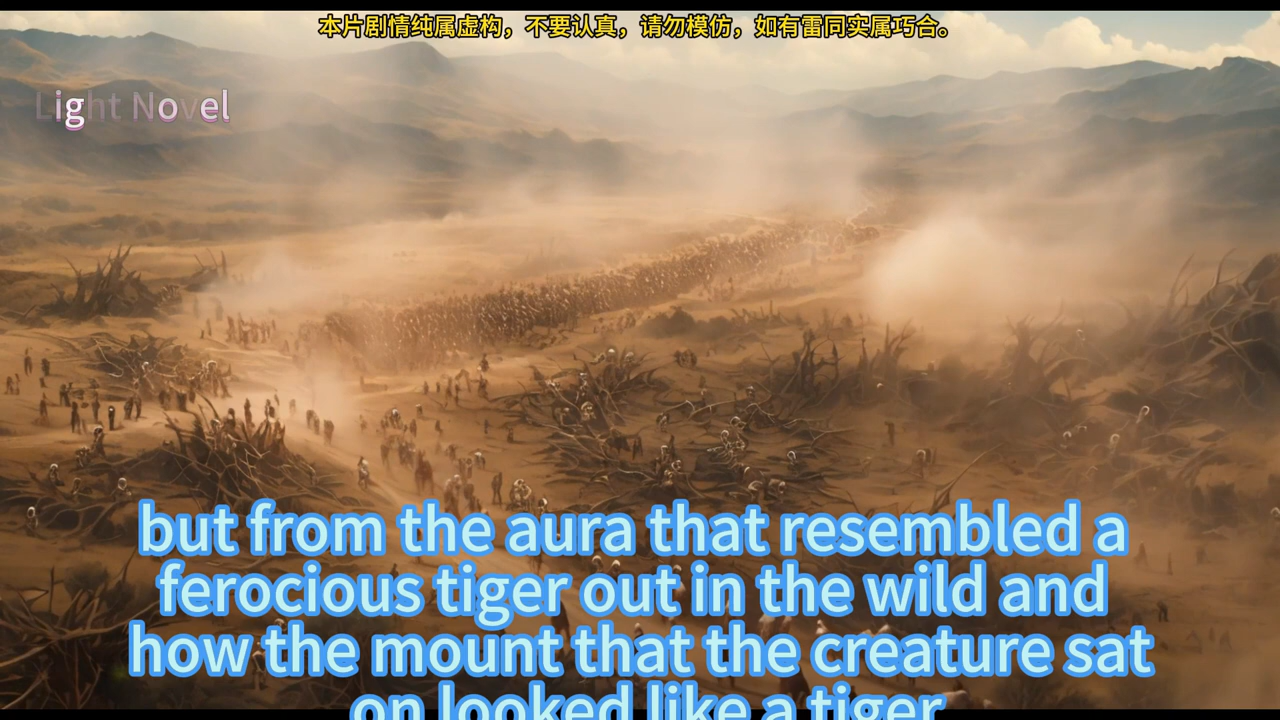 本片剧情纯属虚构，不要认真，请勿模仿，如有雷同实属巧合。
Light Novel
but from the aura that resembled a
ferocious tiger out in the wild and
how the mount that the creature sat
on looked like a tiger